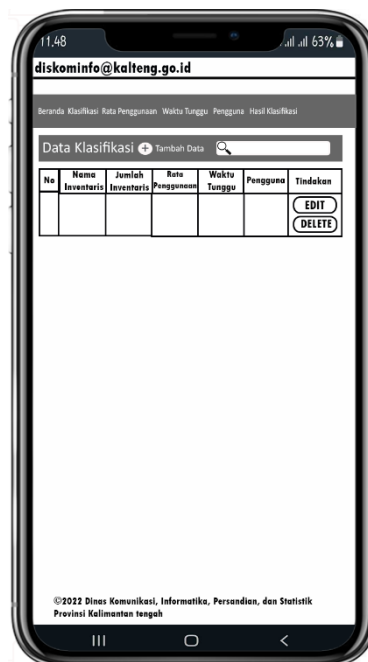 11.48 63%
diskominfo@kalteng.go.id
Beranda Klasifikasi Rata Penggunaan Waktu Tunggu Pengguna Hasil Klasifikasi
Data Klasifikasi + Tambah Data
No Nama Inventaris Jumlah Inventaris Rata Penggunaan Waktu Tunggu Pengguna Tindakan
EDIT
DELETE
©2022 Dinas Komunikasi, Informatika, Persandian, dan Statistik
Provinsi Kalimantan tengah